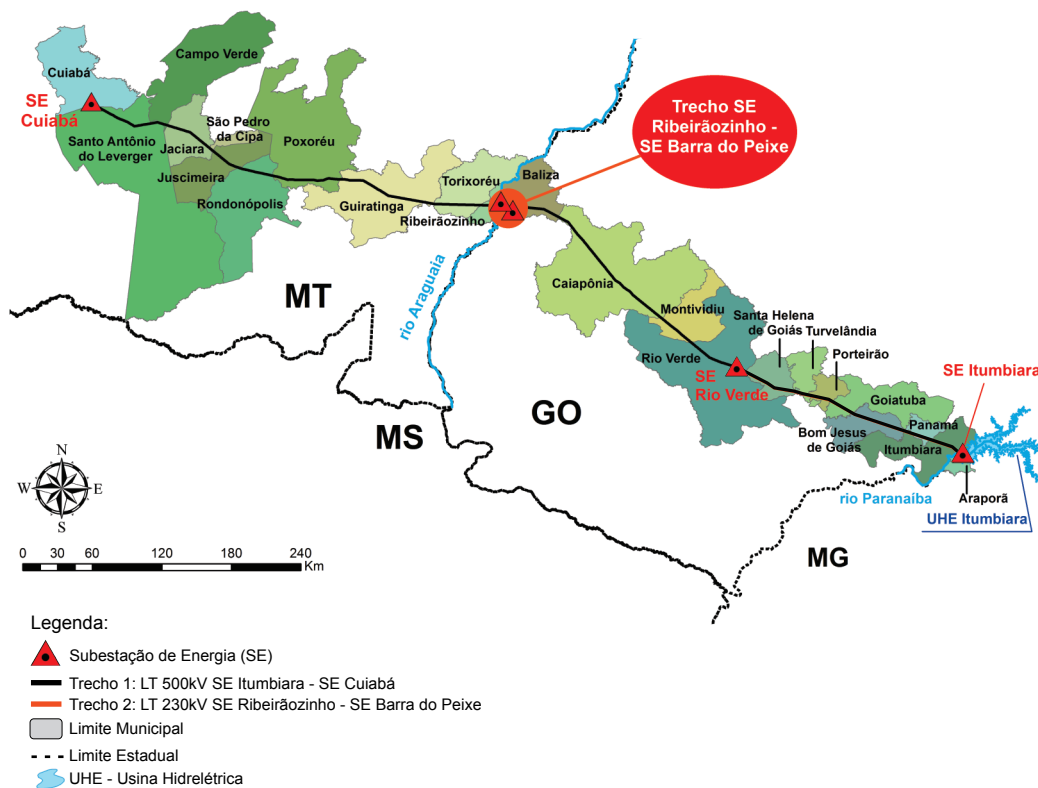 Cuiabá
Campo Verde
SE
Cuiabá
São Pedro
da Cipa
Santo Antônio
do Leverger
Jaciara
Poxoréu
Juscimeira
Rondonópolis
Guiratinga
Torixoréu
Baliza
Ribeirãozinho
Trecho SE
Ribeirãozinho -
SE Barra do Peixe
MT
rio Araguaia
Caiapônia
Montividiu
Santa Helena
de Goiás
Turvelândia
Rio Verde
SE
Rio Verde
Porteirão
SE Itumbiara
Goiatuba
GO
MS
Bom Jesus
de Goiás
Panamá
Itumbiara
rio Paranaíba
Araporã
UHE Itumbiara
MG
N
W E
S
0 30 60 120 180 240
Km
Legenda:
Subestação de Energia (SE)
Trecho 1: LT 500kV SE Itumbiara - SE Cuiabá
Trecho 2: LT 230kV SE Ribeirãozinho - SE Barra do Peixe
Limite Municipal
Limite Estadual
UHE - Usina Hidrelétrica